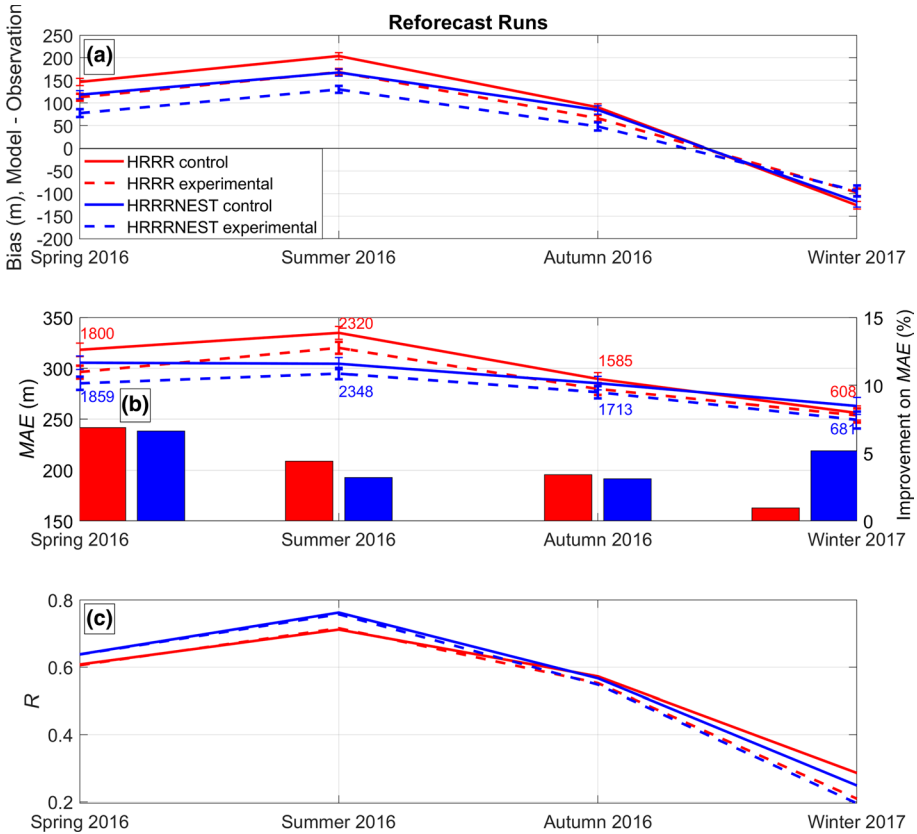 Reforecast Runs
(a)
Bias (m), Model - Observation
250
200
150
100
50
0
-50
-100
-150
-200
HRRR control
HRRR experimental
HRRRNEST control
HRRRNEST experimental
Spring 2016
Summer 2016
Autumn 2016
Winter 2017
(b)
MAE (m)
350
300
250
200
150
1800
2320
1585
608
1859
2348
1713
681
15
10
5
0
Improvement on MAE (%)
Spring 2016
Summer 2016
Autumn 2016
Winter 2017
(c)
R
0.8
0.6
0.4
0.2
Spring 2016
Summer 2016
Autumn 2016
Winter 2017